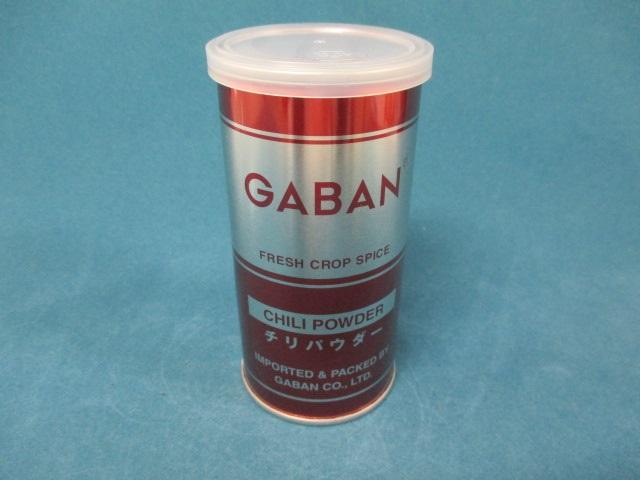 GABAN®
FRESH CROP SPICE
CHILI POWDER
チリパウダー
IMPORTED & PACKED BY
GABAN CO., LTD.